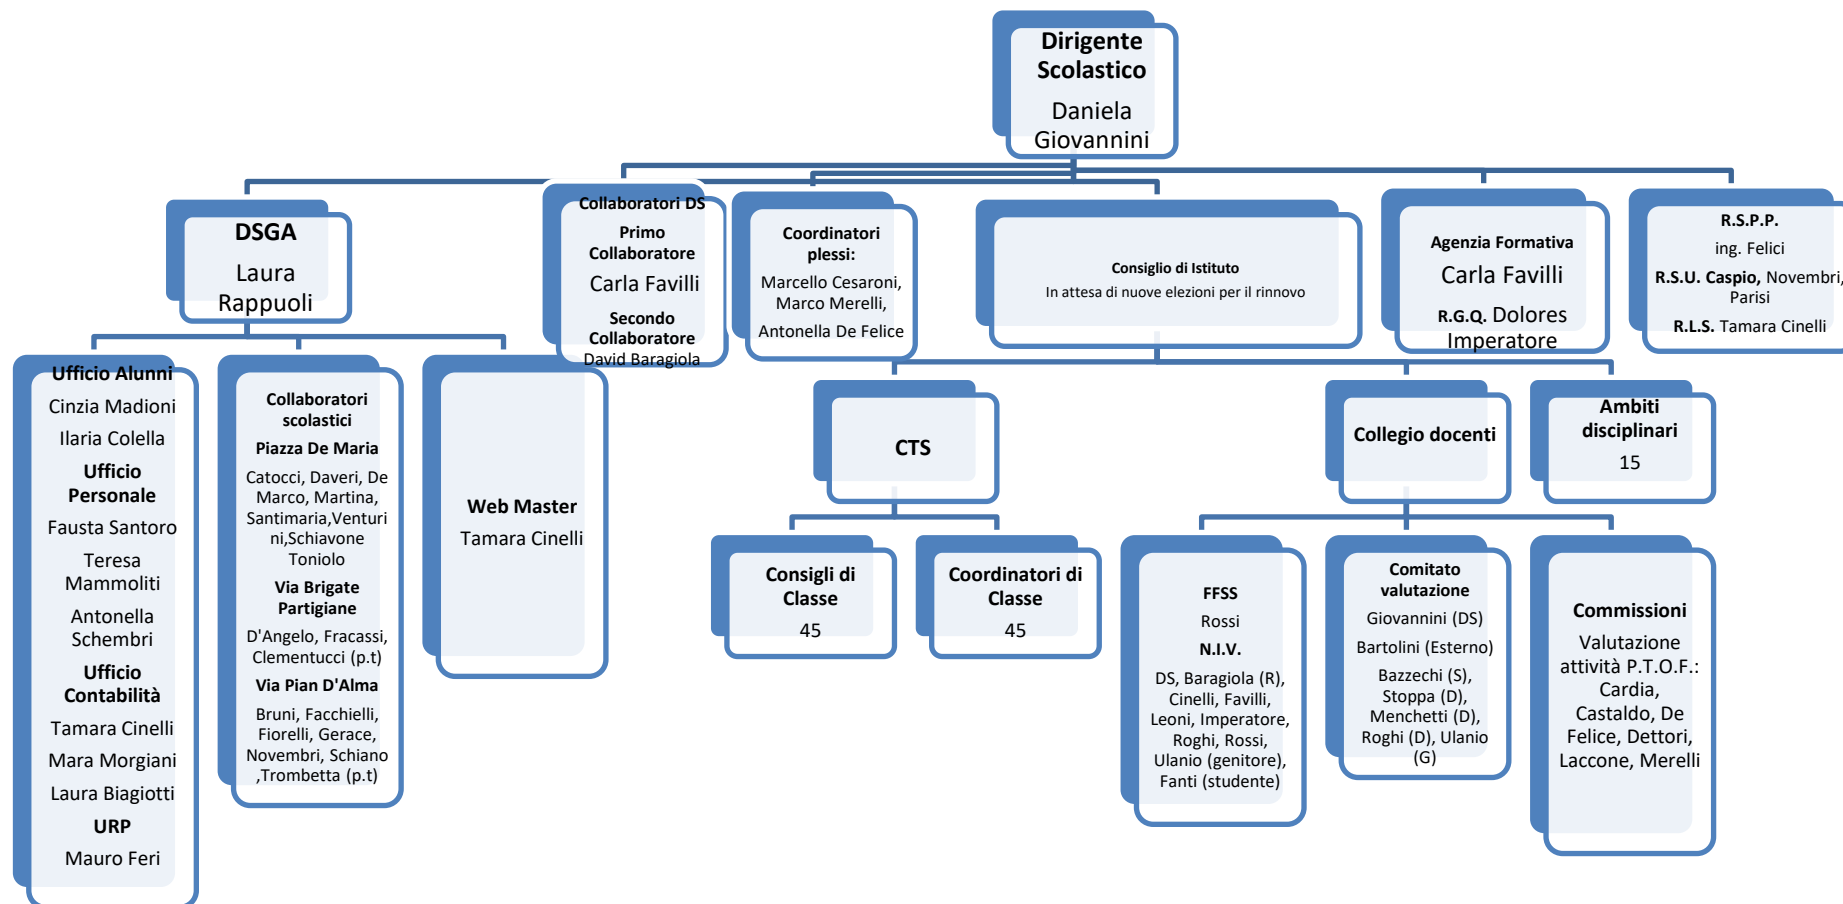 Dirigente
Scolastico
Daniela
Giovannini
DSGA
Laura
Rappuoli
Collaboratori DS
Primo
Collaboratore
Carla Favilli
Secondo
Collaboratore
David Baragiola
Coordinatori
plessi:
Marcello Cesaroni,
Marco Merelli,
Antonella De Felice
Consiglio di Istituto
In attesa di nuove elezioni per il rinnovo
Agenzia Formativa
Carla Favilli
R.G.Q. Dolores
Imperatore
R.S.P.P.
ing. Felici
R.S.U. Caspio, Novembri,
Parisi
R.L.S. Tamara Cinelli
Ufficio Alunni
Cinzia Madioni
Ilaria Colella
Ufficio
Personale
Fausta Santoro
Teresa
Mammoliti
Antonella
Schembri
Ufficio
Contabilità
Tamara Cinelli
Mara Morgiani
Laura Biagiotti
URP
Mauro Feri
Collaboratori
scolastici
Piazza De Maria
Catocci, Daveri, De
Marco, Martina,
Santimaria,Venturi
ni,Schiavone
Toniolo
Via Brigate
Partigiane
D'Angelo, Fracassi,
Clementucci (p.t)
Via Pian D'Alma
Bruni, Facchielli,
Fiorelli, Gerace,
Novembri, Schiano
,Trombetta (p.t)
Web Master
Tamara Cinelli
CTS
Collegio docenti
Ambiti
disciplinari
15
Consigli di
Classe
45
Coordinatori di
Classe
45
FFSS
Rossi
N.I.V.
DS, Baragiola (R),
Cinelli, Favilli,
Leoni, Imperatore,
Roghi, Rossi,
Ulanio (genitore),
Fanti (studente)
Comitato
valutazione
Giovannini (DS)
Bartolini (Esterno)
Bazzechi (S),
Stoppa (D),
Menchetti (D),
Roghi (D), Ulanio
(G)
Commissioni
Valutazione
attività P.T.O.F.:
Cardia,
Castaldo, De
Felice, Dettori,
Laccone, Merelli